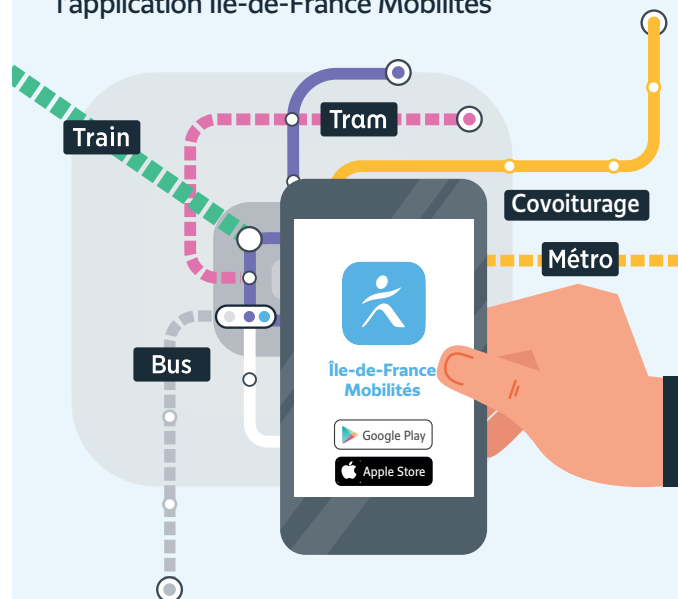 l'application Île-de-France Mobilités
Tram
Train
Covoiturage
Métro
Bus
Île-de-France
Mobilités
Google Play
Apple Store